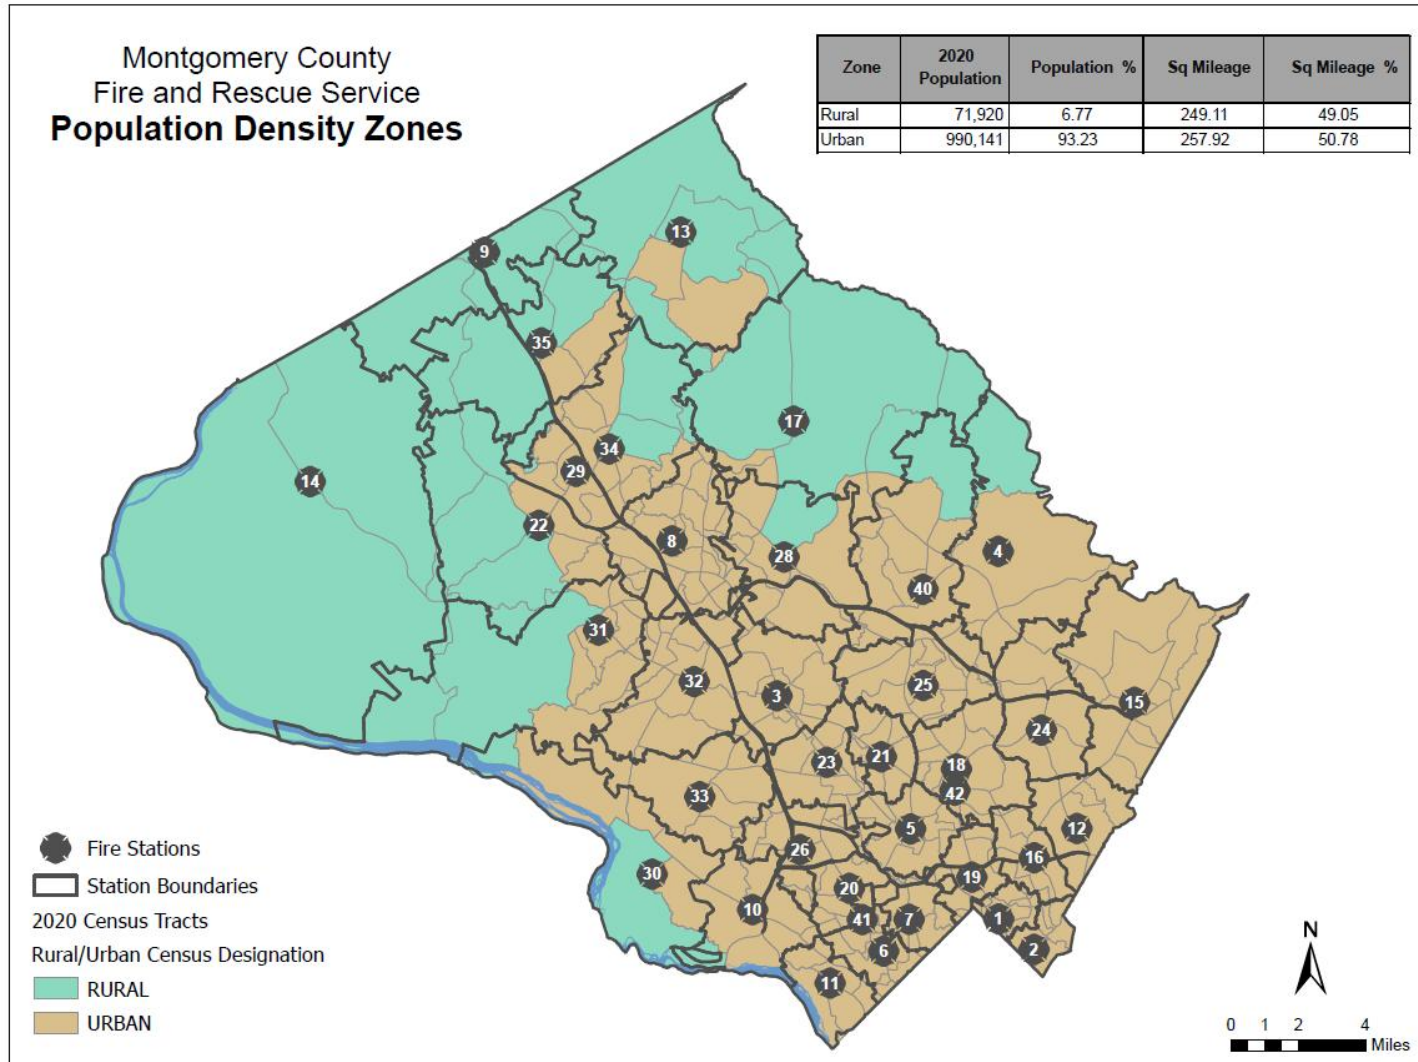 Montgomery County
Fire and Rescue Service
Population Density Zones
Zone 2020 Population Population % Sq Mileage Sq Mileage %
Rural 71,920 6.77 249.11 49.05
Urban 990,141 93.23 257.92 50.78
13
9
35
17
34
29
14
22
8
28
4
40
31
32
3
25
15
24
21
23
18
42
33
5
12
26
16
30
19
20
10
41
7
1
6
2
11
Fire Stations
Station Boundaries
2020 Census Tracts
Rural/Urban Census Designation
RURAL
URBAN
N
0 1 2 4
Miles